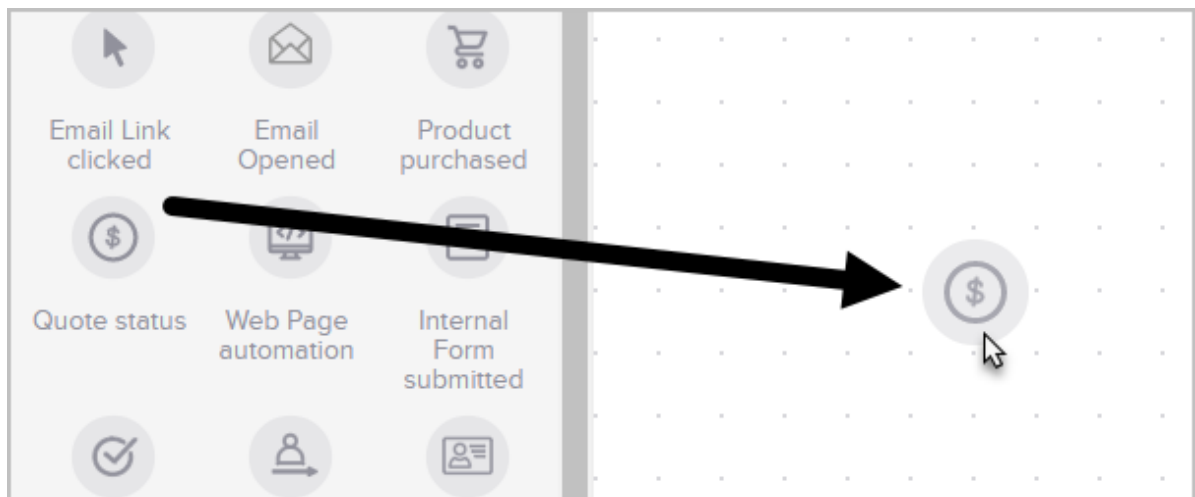 Email Link
clicked
Email
Opened
Product
purchased
Quote status
Web Page
automation
Internal
Form
submitted